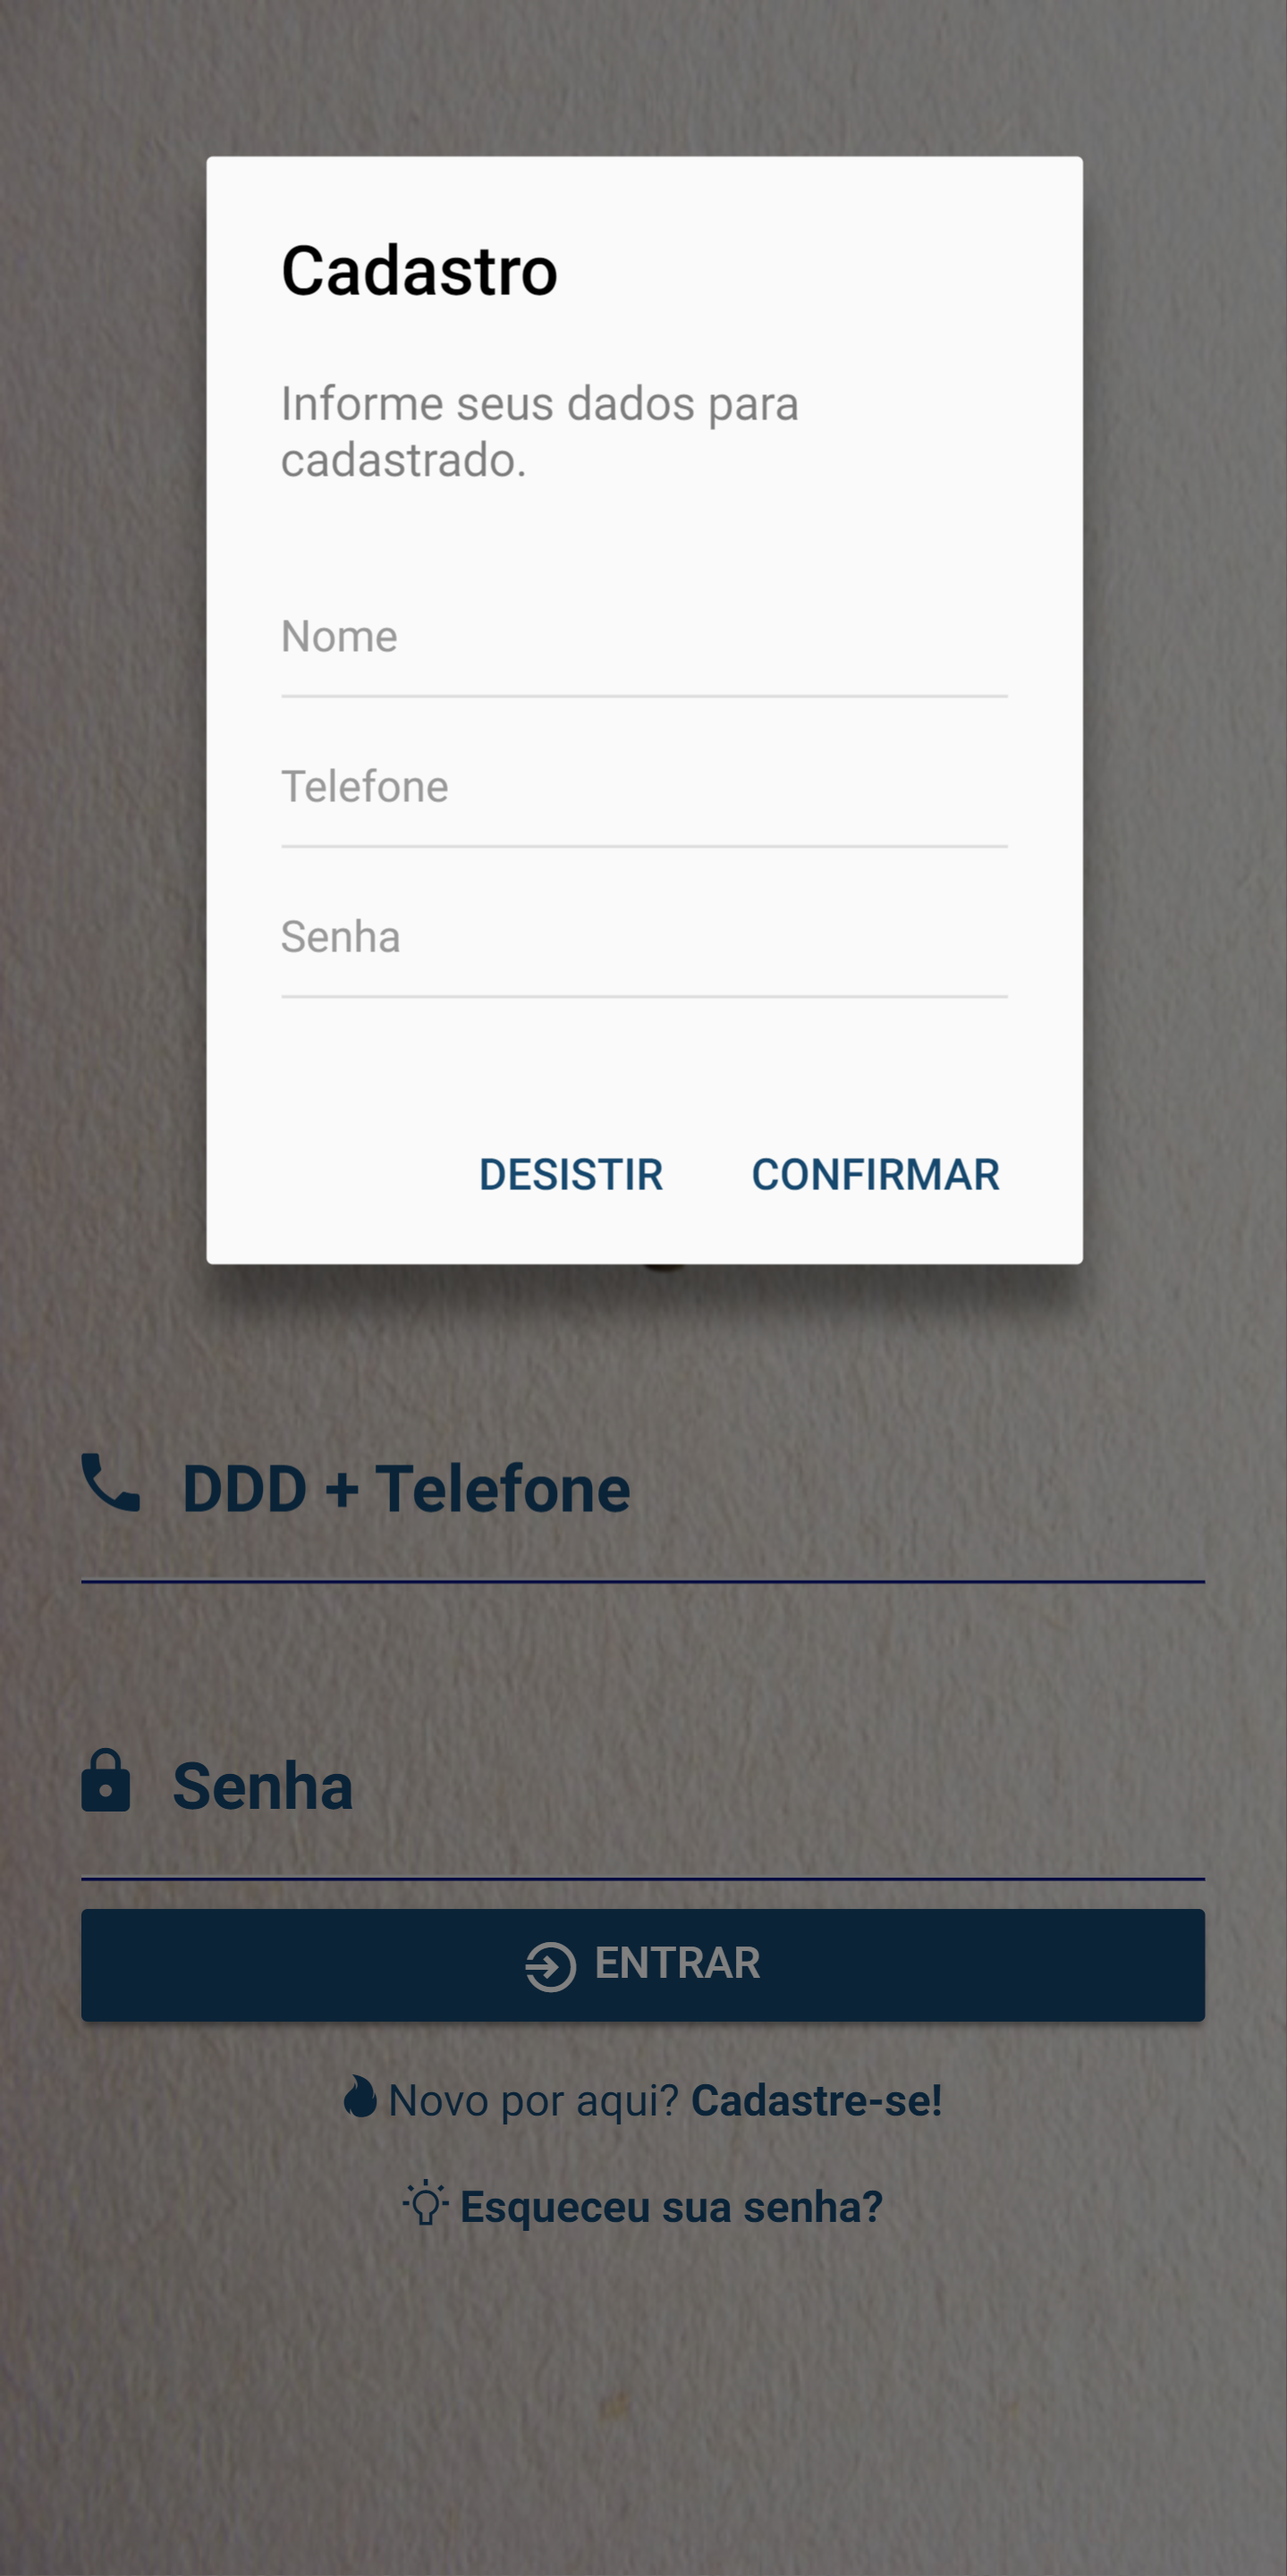 Cadastro
Informe seus dados para
cadastrado.
Nome
Telefone
Senha
DESISTIR CONFIRMAR
DDD + Telefone
Senha
ENTRAR
Novo por aqui? Cadastre-se!
Esqueceu sua senha?